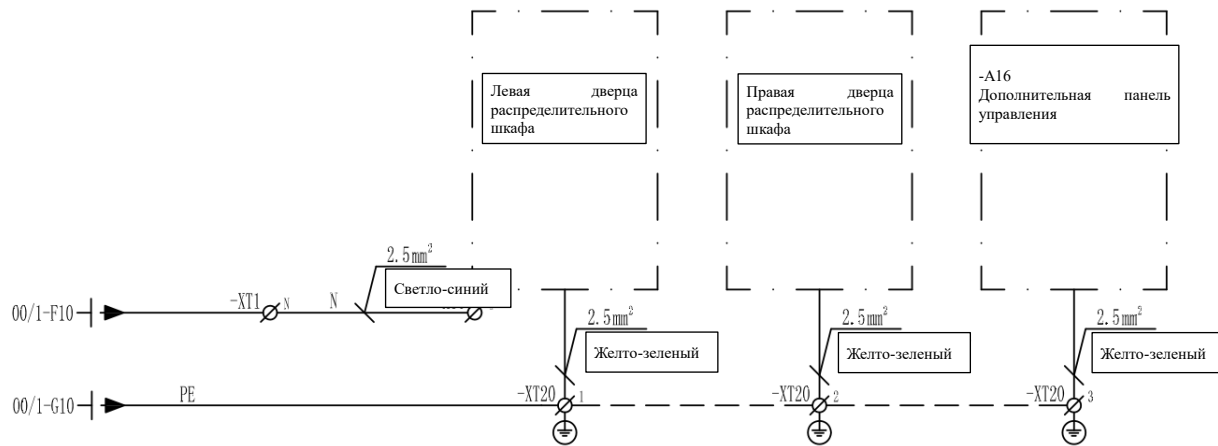 Левая дверца
распределительного
шкафа
Правая дверца
распределительного
шкафа
-A16
Дополнительная панель
управления
2.5mm²
Светло-синий
00/1-F10
-XT1
N
N
2.5mm²
Желто-зеленый
2.5mm²
Желто-зеленый
2.5mm²
Желто-зеленый
00/1-G10
PE
-XT20
1
-XT20
2
-XT20
3